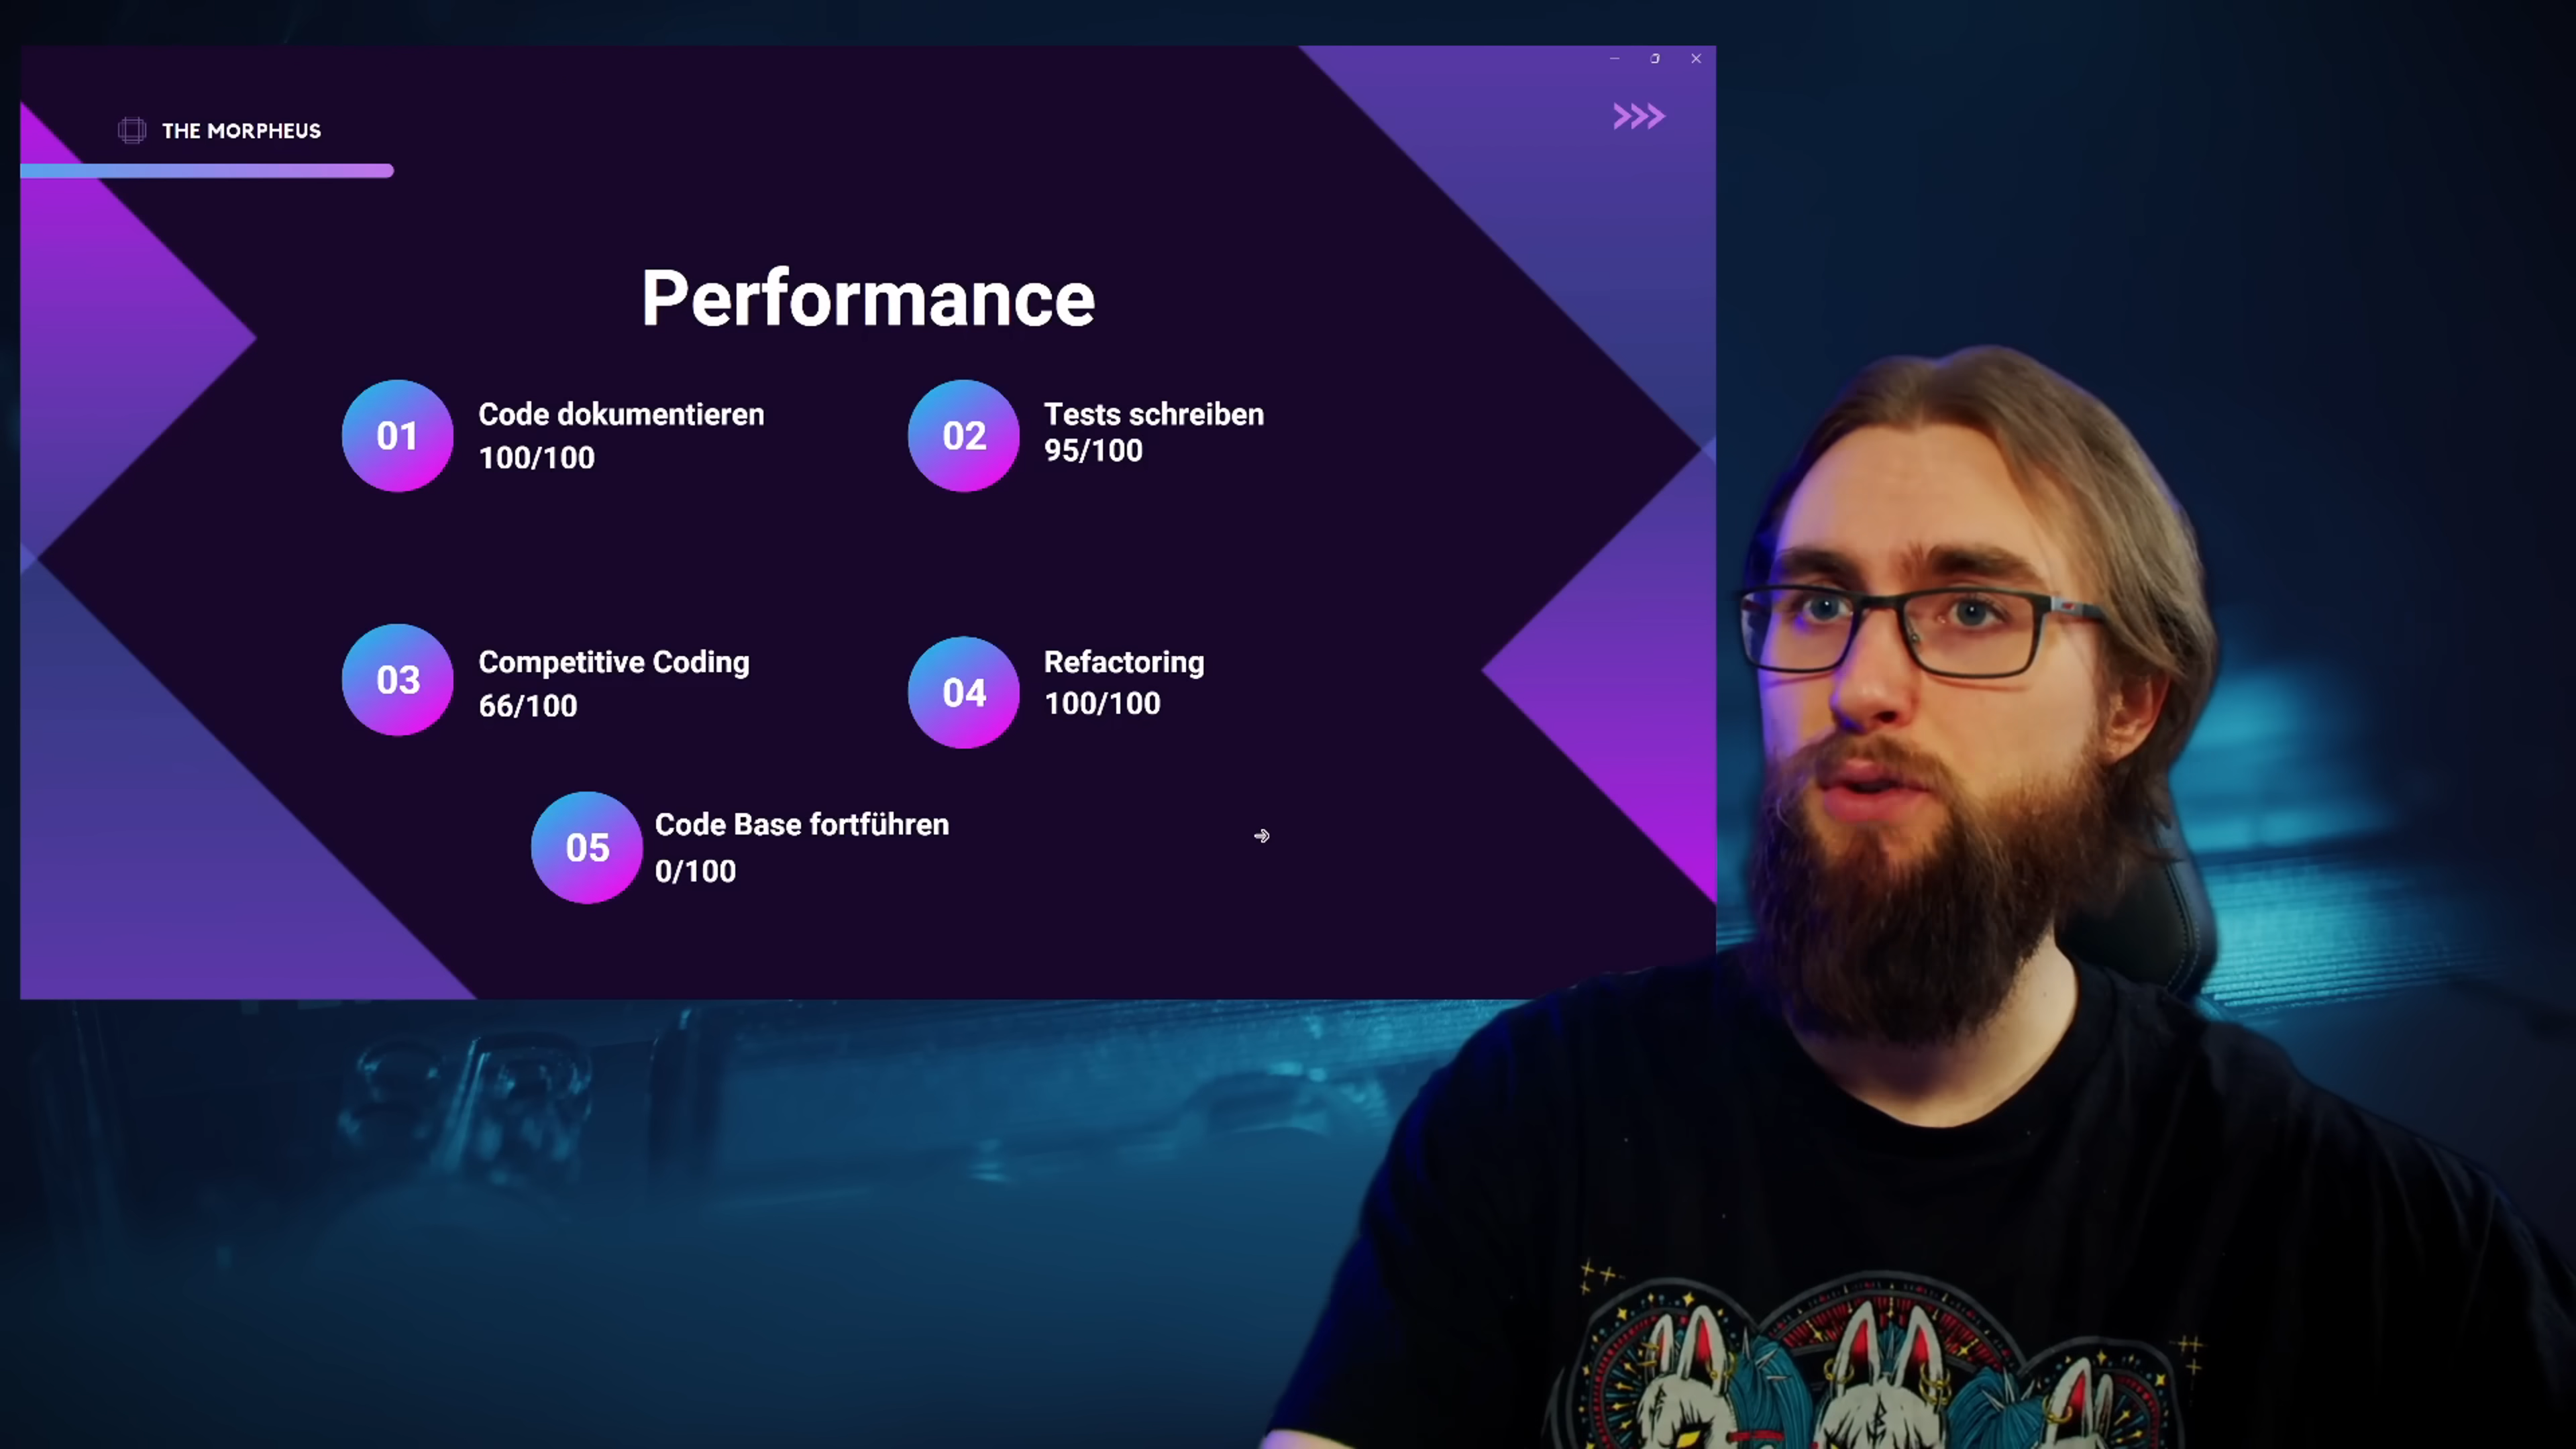 THE MORPHEUS
Performance
01
Code dokumentieren
100/100
02
Tests schreiben
95/100
03
Competitive Coding
66/100
04
Refactoring
100/100
05
Code Base fortführen
0/100